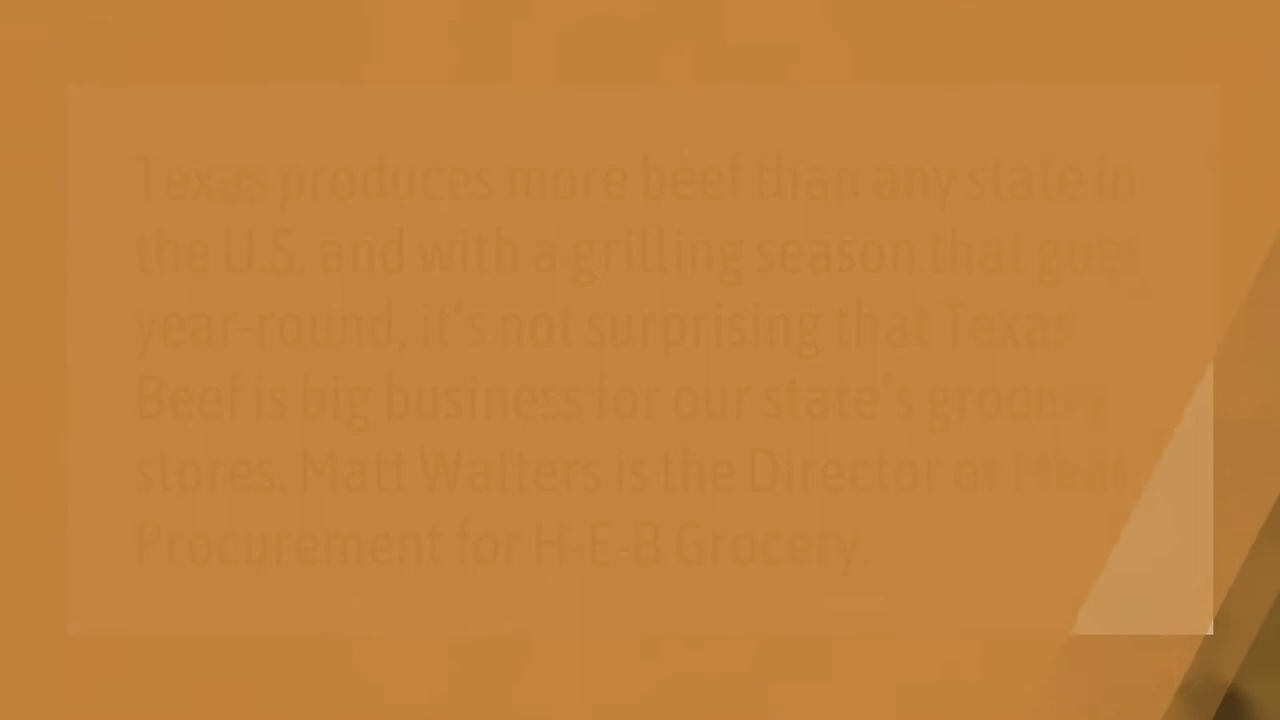 Texas produces more beef than any state in
the U.S. and with a grilling season that goes
year-round, it's not surprising that Texas
Beef is big business for our state's grocery
stores. Matt Walters is the Director of Meat
Procurement for H-E-B Grocery.